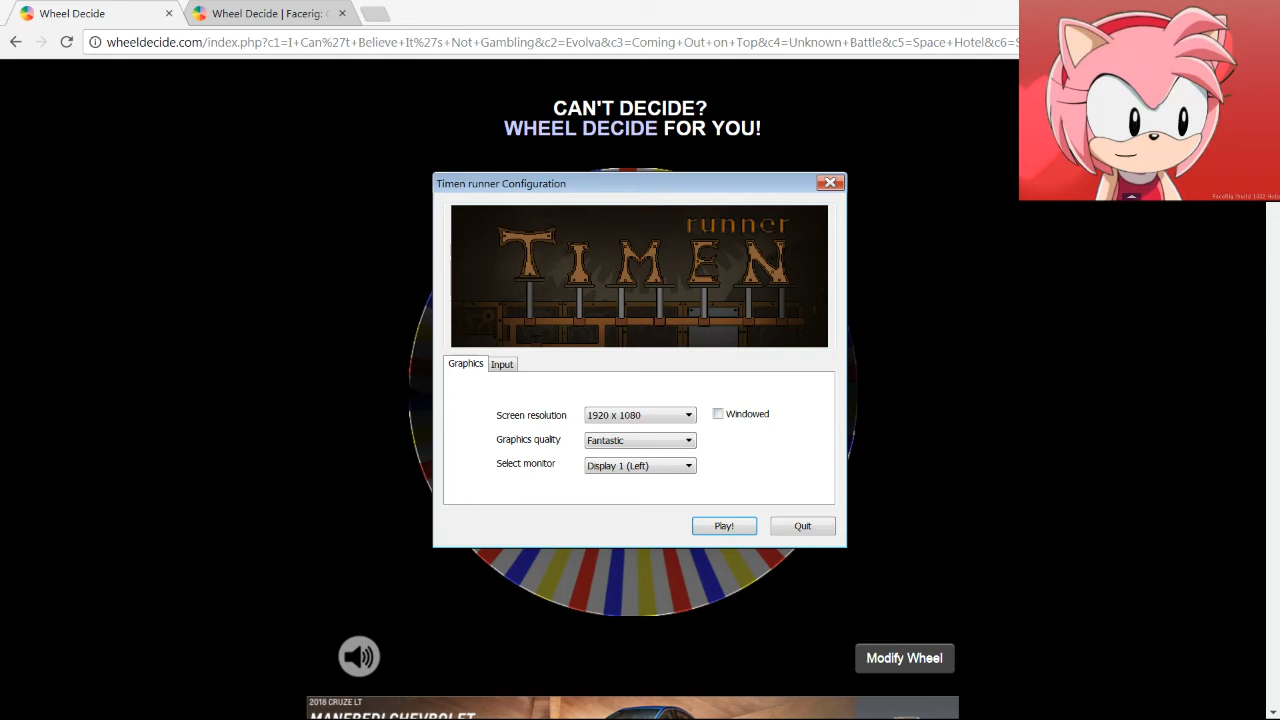 Wheel Decide
Wheel Decide | Facerig:
wheeldecide.com/index.php?c1=I+Can%27t+Believe+It%27s+Not+Gambling&c2=Evolva&c3=Coming+Out+on+Top&c4=Unknown+Battle&c5=Space+Hotel&c6=S
CAN'T DECIDE?
WHEEL DECIDE FOR YOU!
Timen runner Configuration
runner
TIMEN
Graphics
Input
Screen resolution
1920 x 1080
Windowed
Graphics quality
Fantastic
Select monitor
Display 1 (Left)
Play!
Quit
Modify Wheel
2018 CRUZE LT
MANFREDI CHEVROLET